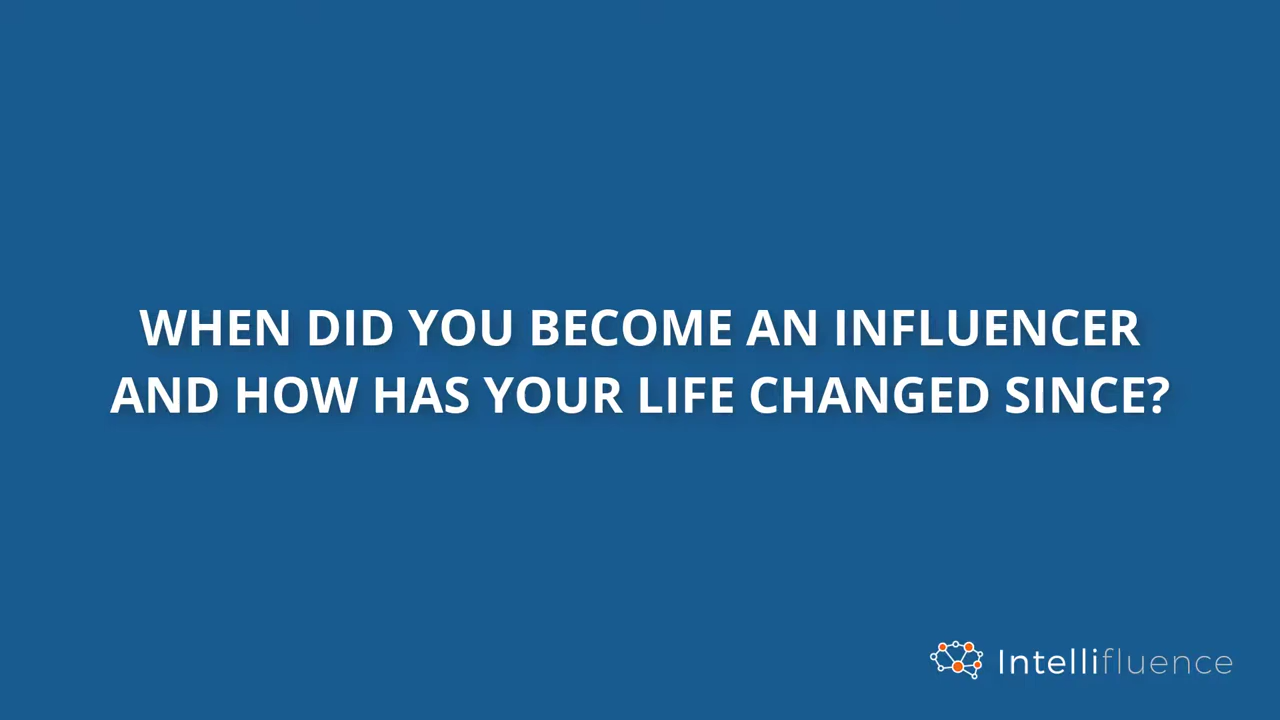 WHEN DID YOU BECOME AN INFLUENCER
AND HOW HAS YOUR LIFE CHANGED SINCE?
Intellifluence